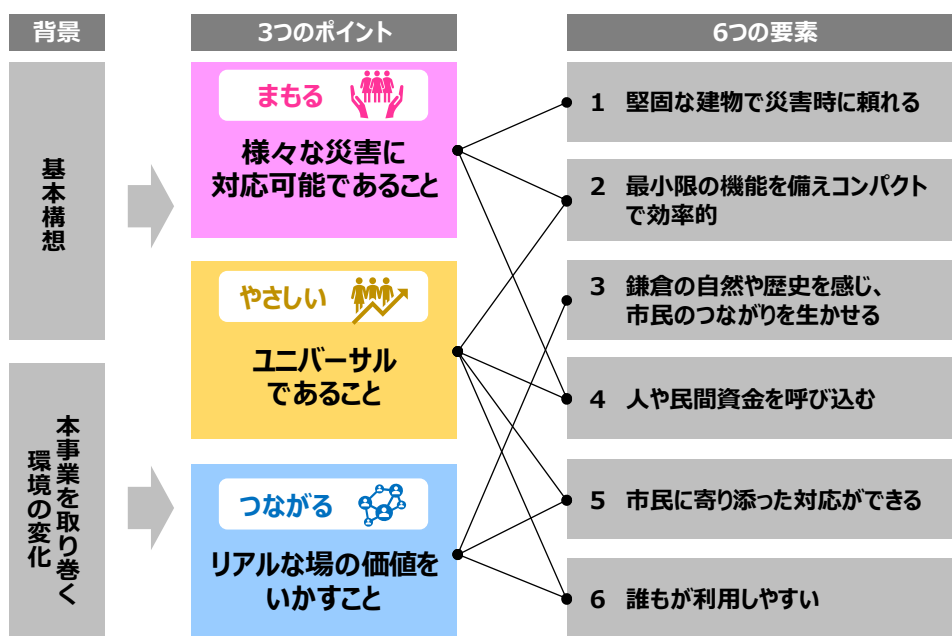 背景
3つのポイント
6つの要素
基本構想
本事業を取り巻く
環境の変化
まもる
様々な災害に
対応可能であること
やさしい
ユニバーサル
であること
つながる
リアルな場の価値を
いかすこと
1 堅固な建物で災害時に頼れる
2 最小限の機能を備えコンパクト
で効率的
3 鎌倉の自然や歴史を感じ、
市民のつながりを生かせる
4 人や民間資金を呼び込む
5 市民に寄り添った対応ができる
6 誰もが利用しやすい